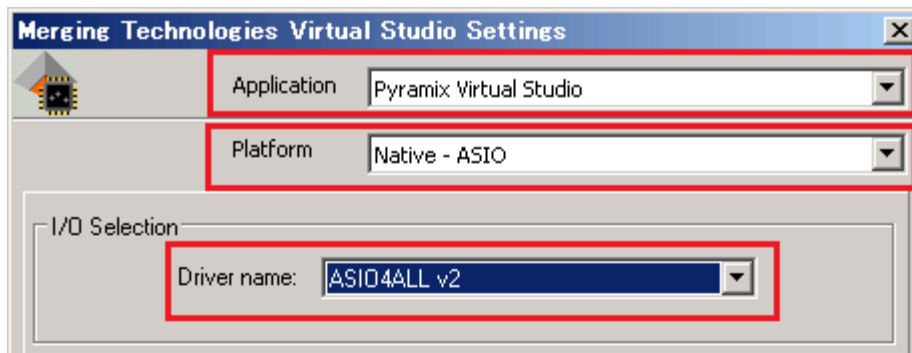 Merging Technologies Virtual Studio Settings
Application Pyramix Virtual Studio
Platform Native - ASIO
I/O Selection
Driver name: ASIO4ALL v2